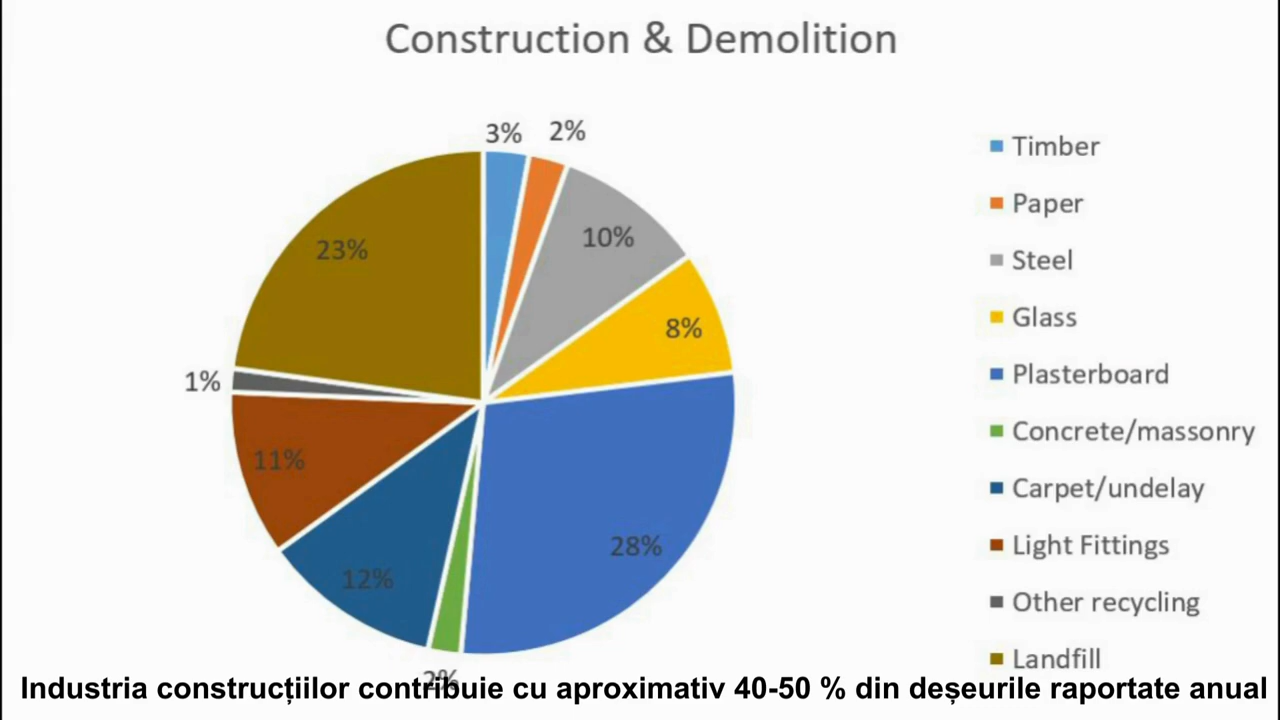 Construction & Demolition
3% 2%
10%
23%
8%
1%
11%
28%
12%
2%
Timber
Paper
Steel
Glass
Plasterboard
Concrete/massonry
Carpet/undelay
Light Fittings
Other recycling
Landfill
Industria construcțiilor contribuie cu aproximativ 40-50 % din deșeurile raportate anual